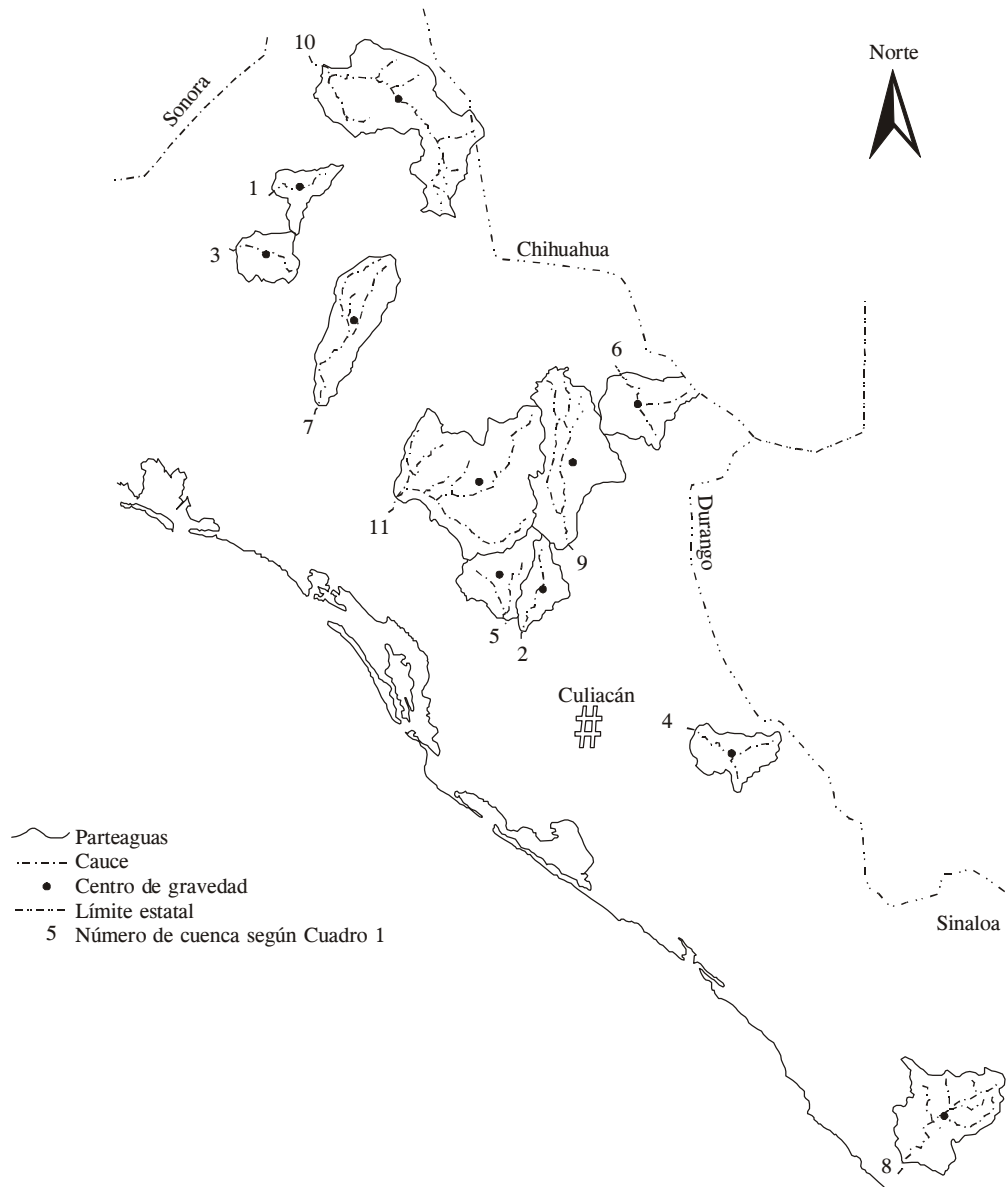 10
Norte
Sonora
1
3
Chihuahua
6
7
11
Durango
9
5
2
Culiacán
4
Parteaguas
Cauce
Centro de gravedad
Límite estatal
5 Número de cuenca según Cuadro 1
Sinaloa
8